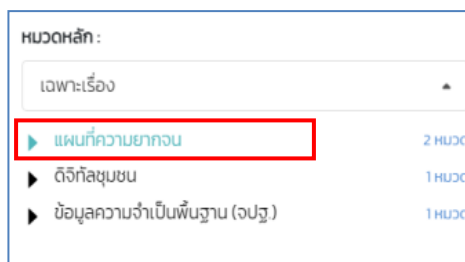 หมวดหลัก :
เฉพาะเรื่อง
แผนที่ความยากจน 2 หมวด
ดิจิทัลชุมชน 1 หมวด
ข้อมูลความจำเป็นพื้นฐาน (จปฐ.) 1 หมวด